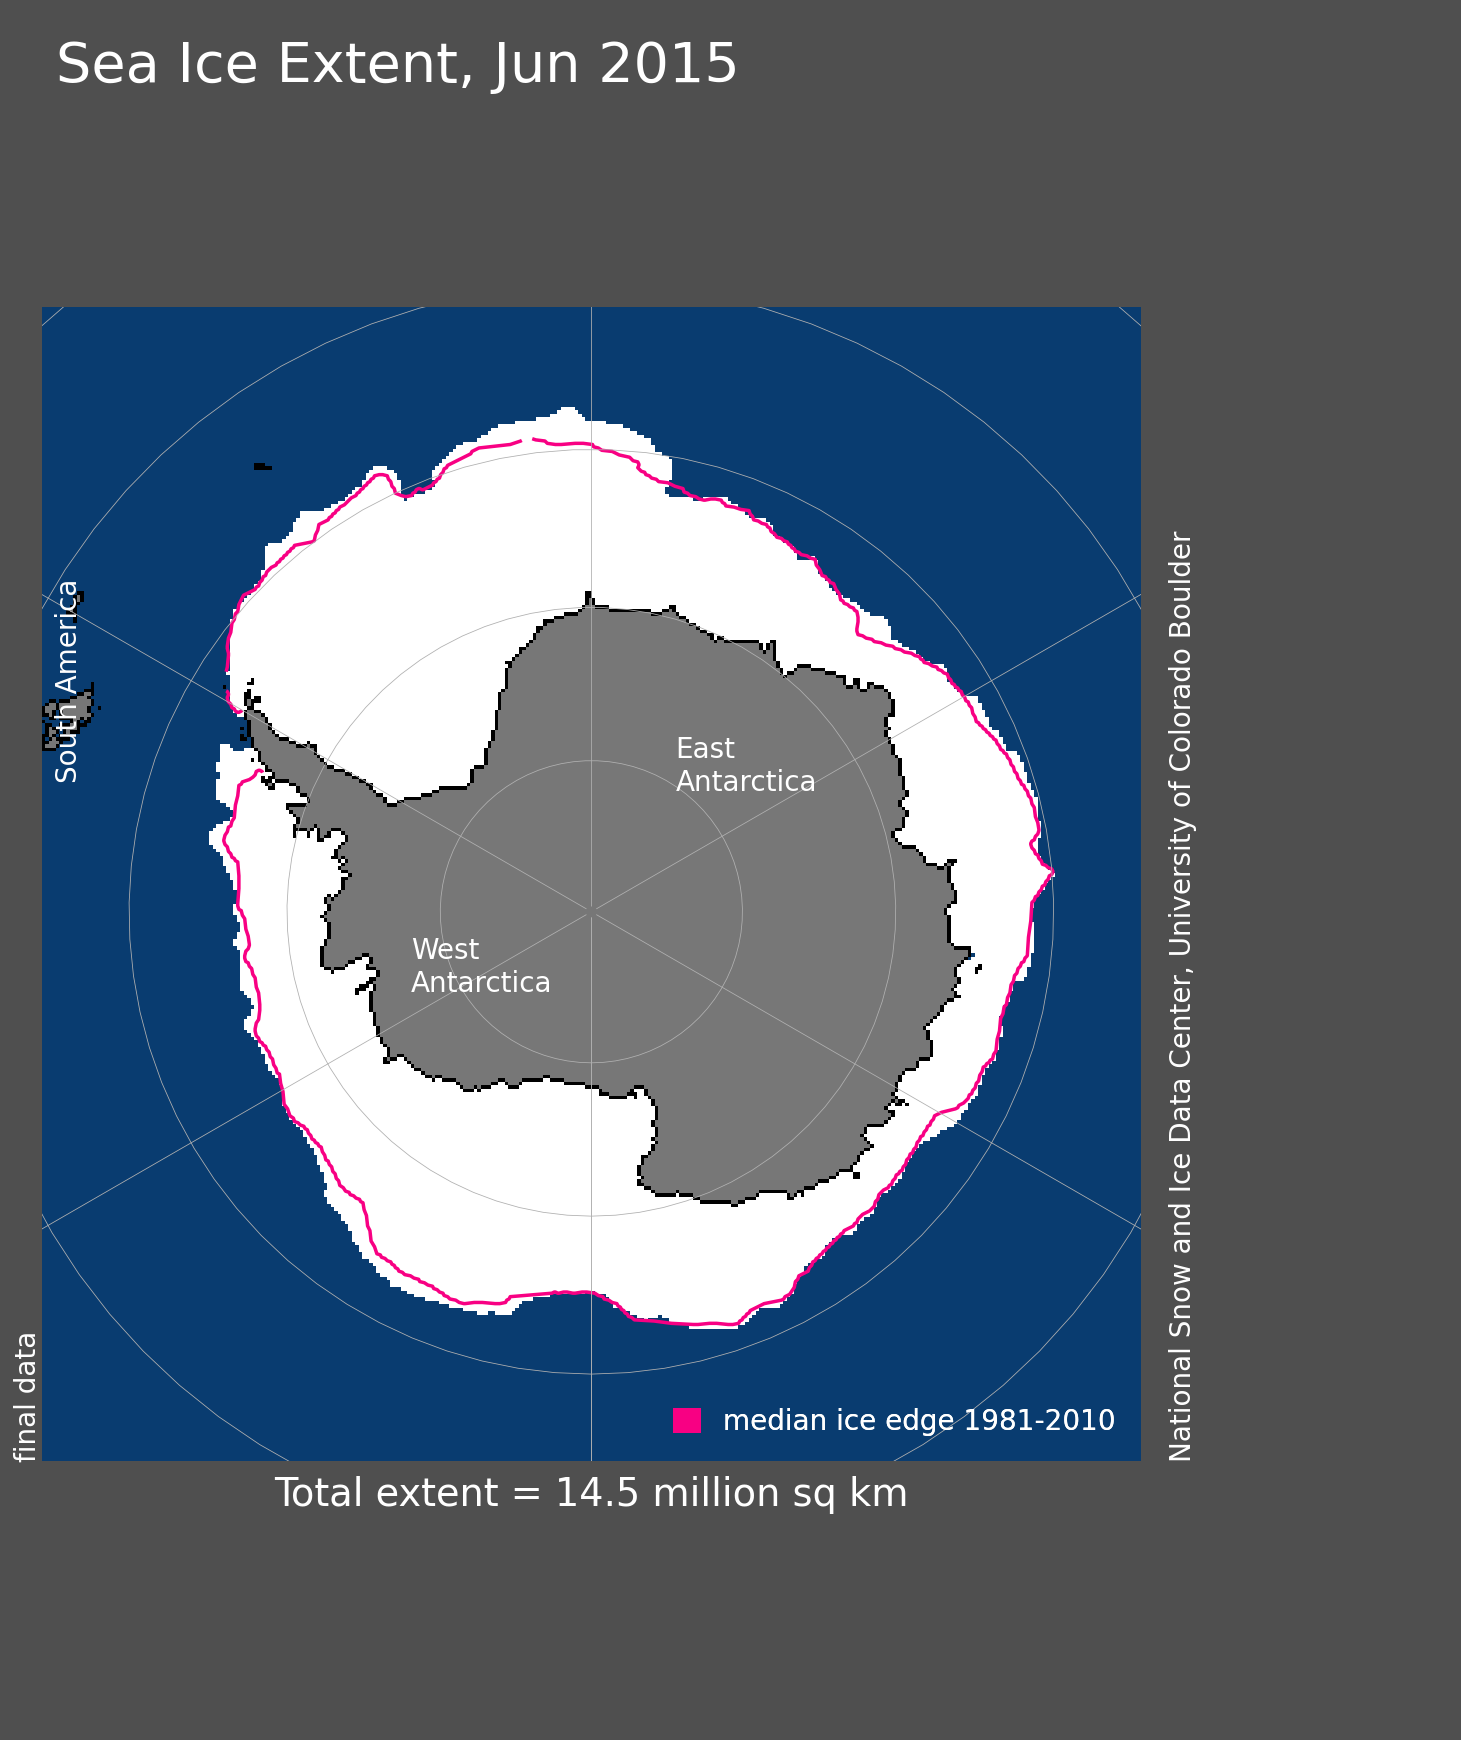 Sea Ice Extent, Jun 2015
South America
East
Antarctica
West
Antarctica
median ice edge 1981-2010
final data
National Snow and Ice Data Center, University of Colorado Boulder
Total extent = 14.5 million sq km